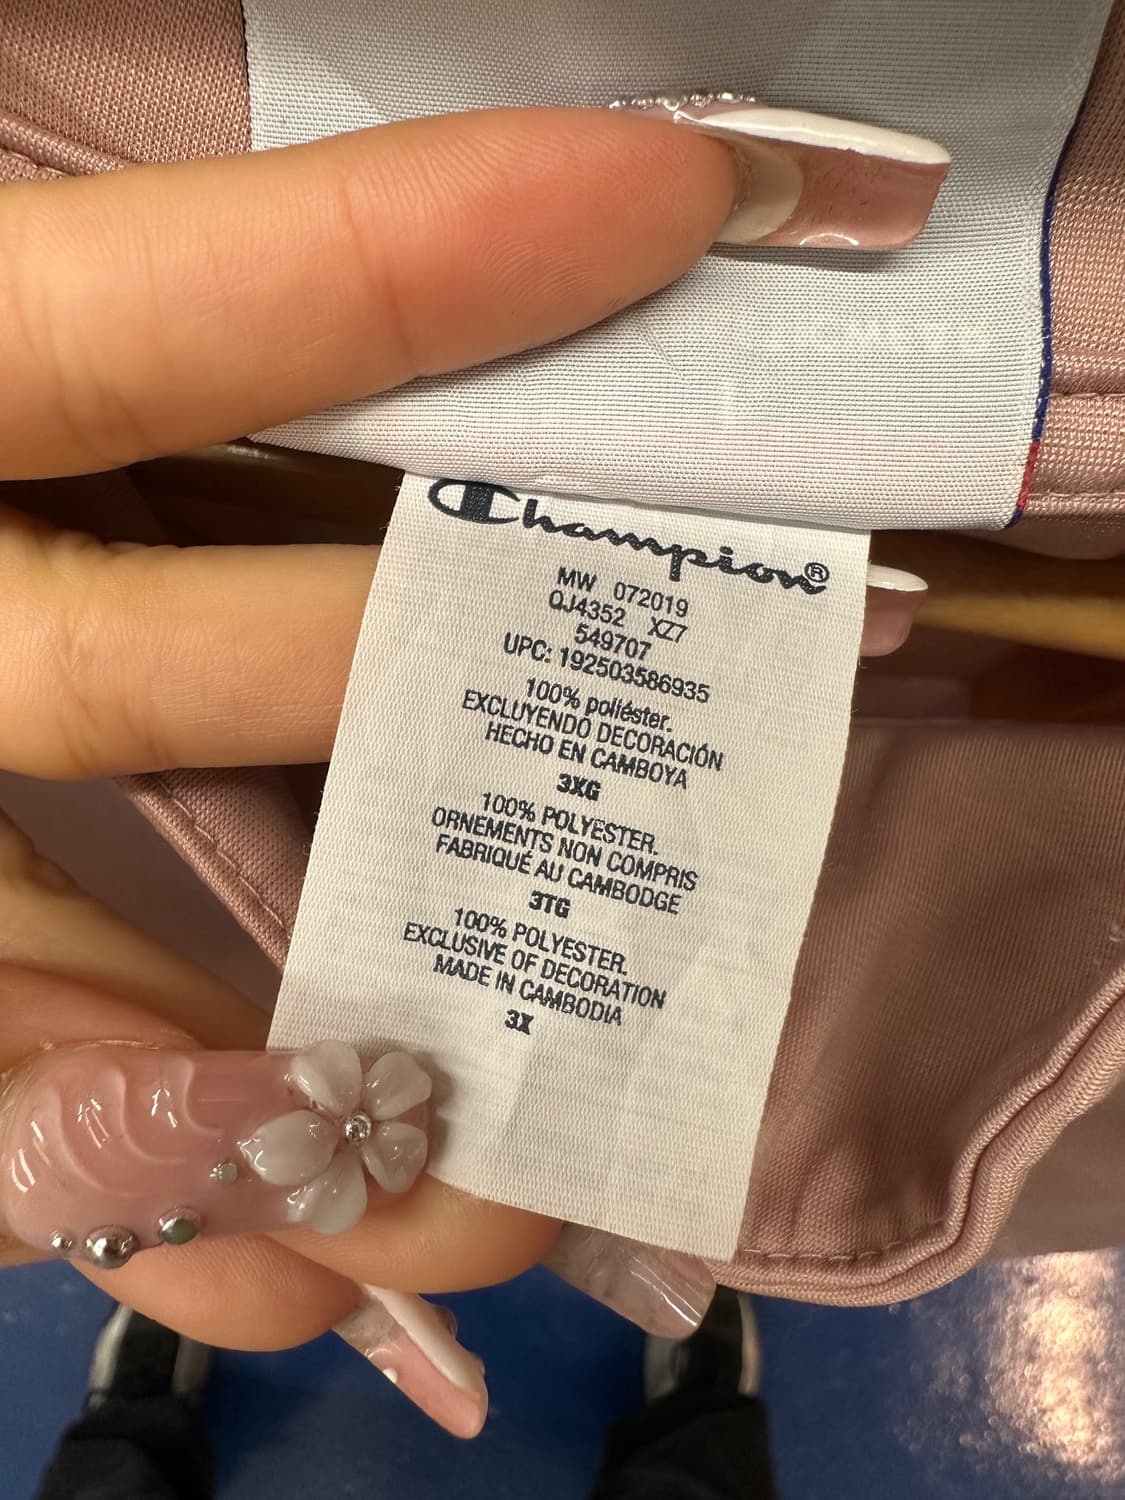 Champion®
MW 072019
QJ4352 XZ7
549707
UPC: 192503586935
100% poliéster.
EXCLUYENDO DECORACIÓN
HECHO EN CAMBOYA
3XG
100% POLYESTER.
ORNEMENTS NON COMPRIS
FABRIQUÉ AU CAMBODGE
3TG
100% POLYESTER.
EXCLUSIVE OF DECORATION
MADE IN CAMBODIA
3X